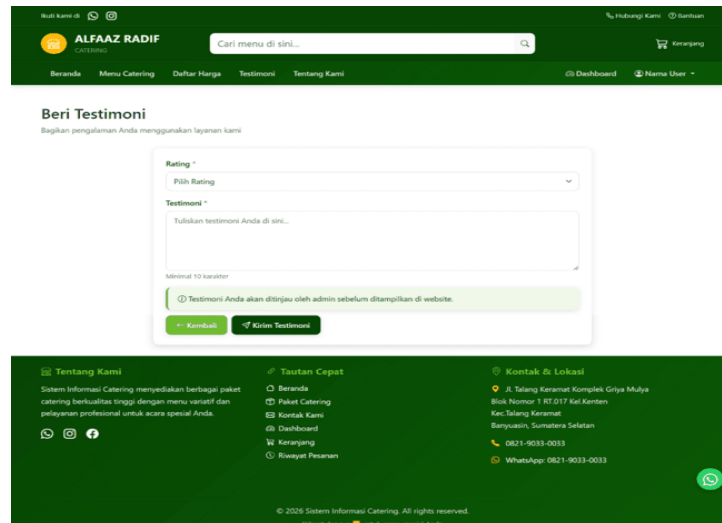 Ikuti kami di
Hubungi Kami Bantuan
ALFAAZ RADIF
CATERING
Cari menu di sini...
Keranjang
Beranda Menu Catering Daftar Harga Testimoni Tentang Kami Dashboard Nama User
Beri Testimoni
Bagikan pengalaman Anda menggunakan layanan kami
Rating *
Pilih Rating
Testimoni *
Tuliskan testimoni Anda di sini...
Minimal 10 karakter
Testimoni Anda akan ditinjau oleh admin sebelum ditampilkan di website.
← Kembali Kirim Testimoni
Tentang Kami
Sistem Informasi Catering menyediakan berbagai paket
catering berkualitas tinggi dengan menu variatif dan
pelayanan profesional untuk acara spesial Anda.
Tautan Cepat
Beranda
Paket Catering
Kontak Kami
Dashboard
Keranjang
Riwayat Pesanan
Kontak & Lokasi
Jl. Talang Keramat Komplek Griya Mulya
Blok Nomor 1 RT.017 Kel.Kenten
Kec.Talang Keramat
Banyuasin, Sumatera Selatan
0821-9033-0033
WhatsApp: 0821-9033-0033
© 2026 Sistem Informasi Catering. All rights reserved.